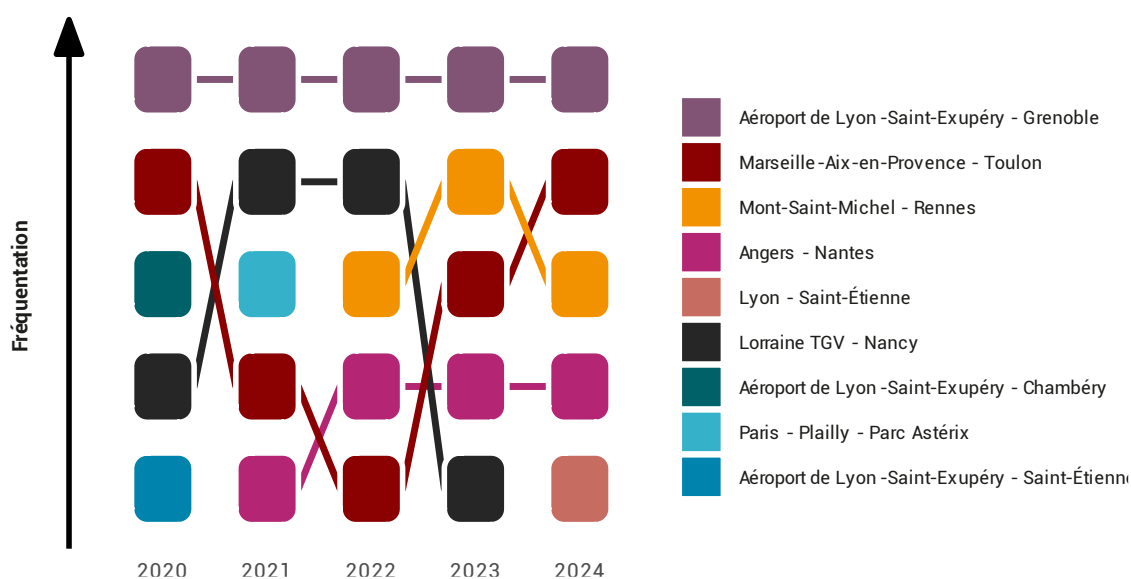 Fréquentation
2020 2021 2022 2023 2024
Aéroport de Lyon-Saint-Exupéry - Grenoble
Marseille-Aix-en-Provence - Toulon
Mont-Saint-Michel - Rennes
Angers - Nantes
Lyon - Saint-Étienne
Lorraine TGV - Nancy
Aéroport de Lyon-Saint-Exupéry - Chambéry
Paris - Plailly - Parc Astérix
Aéroport de Lyon-Saint-Exupéry - Saint-Étienne